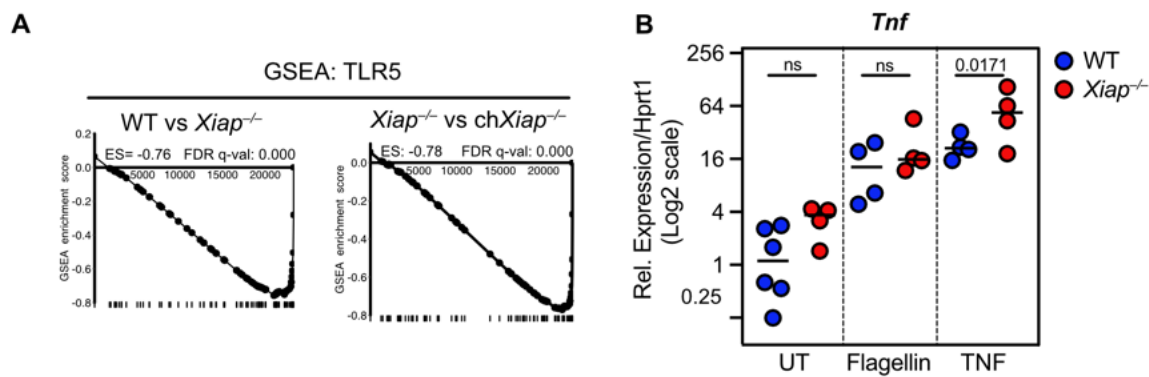 A
GSEA: TLR5
WT vs Xiap–/–
ES= -0.76 FDR q-val: 0.000
0.2
0.0
-0.2
-0.4
-0.6
-0.8
5000 10000 15000 20000
GSEA enrichment score
Xiap–/– vs chXiap–/–
ES: -0.78 FDR q-val: 0.000
0.0
-0.2
-0.4
-0.6
-0.8
5000 10000 15000 20000
GSEA enrichment score
B
Tnf
256
64
16
4
1
0.25
Rel. Expression/Hprt1
(Log2 scale)
ns
ns
0.0171
UT Flagellin TNF
WT
Xiap–/–